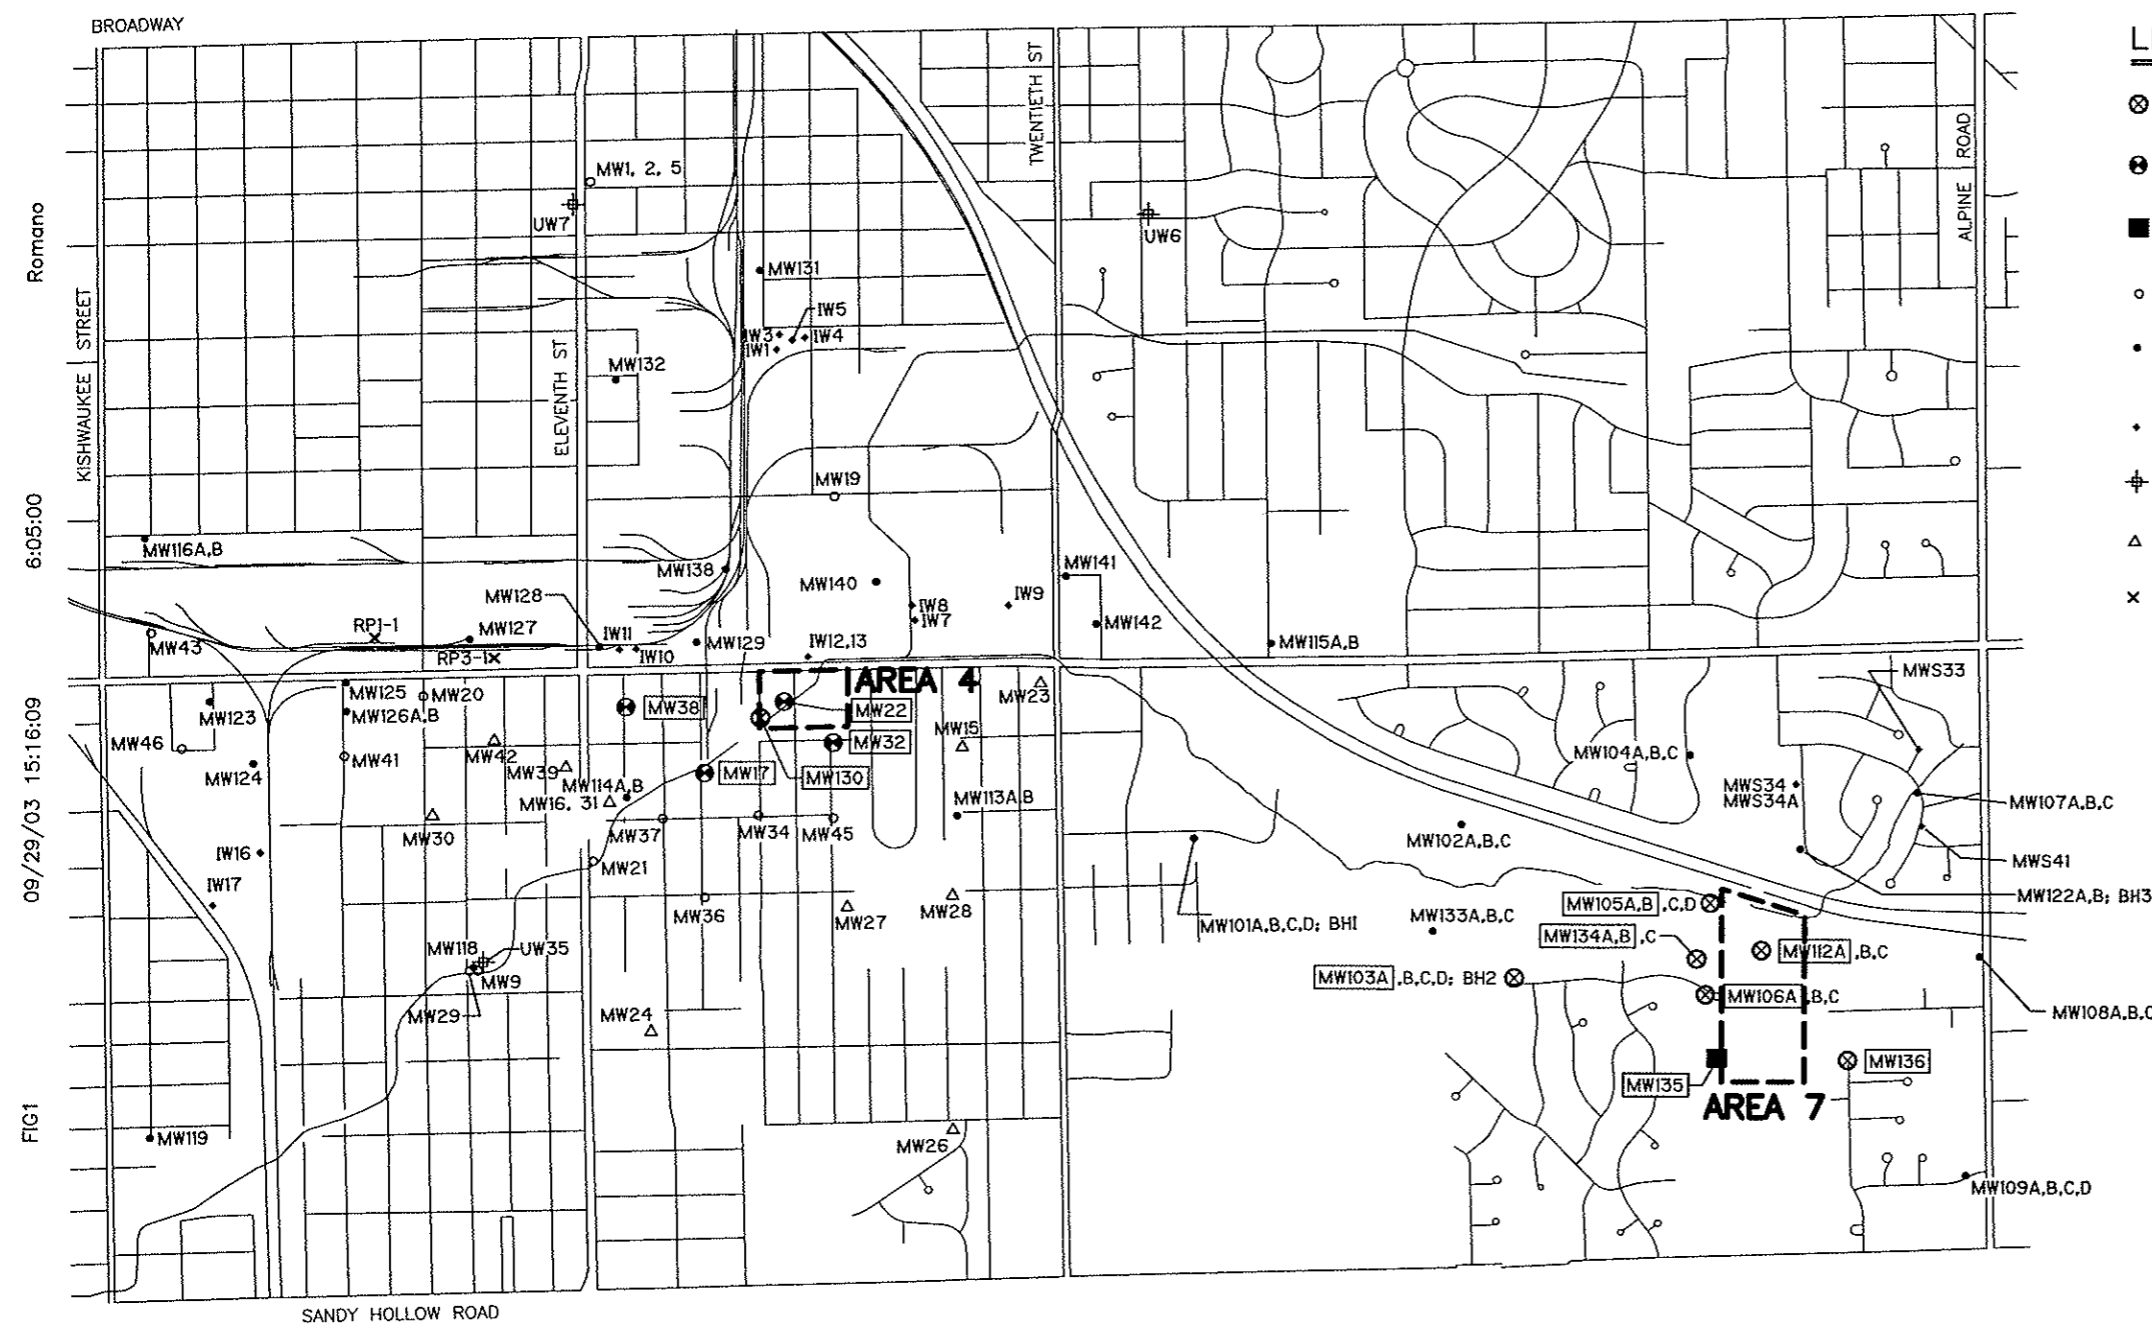 BROADWAY
TWENTIETH ST
ALPINE ROAD
MW1, 2, 5
UW7
UW6
Romano
MW131
KISHWAUKEE STREET
IW5
IW3
IW4
IW1
ELEVENTH ST
MW132
MW19
6:05:00
MW116A,B
MW138
MW141
MW140
MW128
IW8
IW9
IW7
RP1-1
MW127
IW11
MW129
IW12,13
MW142
MW43
RP3-1
IW10
MW115A,B
AREA 4
MWS33
MW125
MW20
MW23
MW123
MW126A,B
MW38
MW22
MW46
MW42
MW32
MW15
MW41
MW104A,B,C
MW124
MW39
MW17
MW130
MW114A,B
MWS34
MWS34A
MW16, 31
MW113A,B
MW107A,B,C
09/29/03 15:16:09
MW30
MW37
MW34
MW45
MW102A,B,C
IW16
MW21
MWS41
IW17
MW122A,B; BH3
MW36
MW27
MW28
MW101A,B,C,D; BH1
MW133A,B,C
MW105A,B ,C,D
MW134A,B ,C
MW118
UW35
MW9
MW112A ,B,C
MW103A ,B,C,D; BH2
MW106A ,B,C
MW29
MW24
MW108A,B,C
MW136
MW135
FIG1
AREA 7
MW119
MW26
MW109A,B,C,D
SANDY HOLLOW ROAD